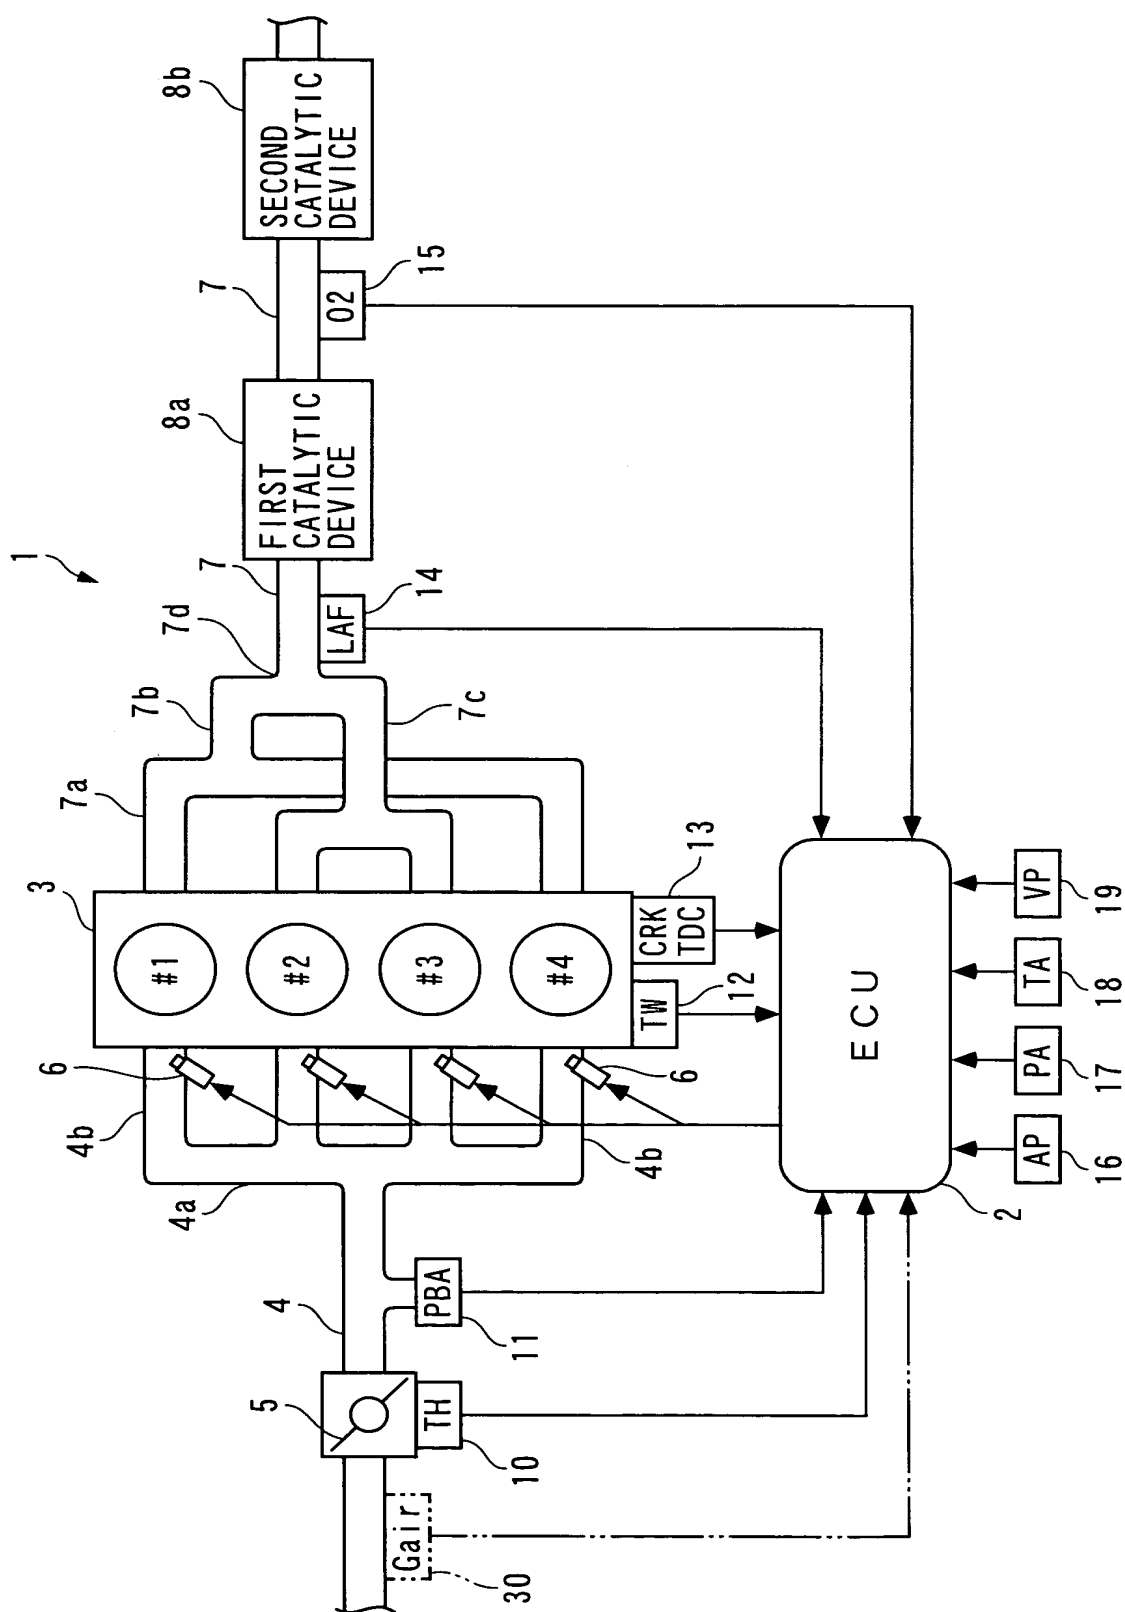 1
8b
SECOND
CATALYTIC
DEVICE
7
O2
15
8a
FIRST
CATALYTIC
DEVICE
7
LAF
14
7d
7b
7c
7a
3
#1
#2
#3
#4
CRK
TDC
13
TW
12
6
6
4b
4b
4a
4
PBA
11
5
TH
10
Gair
30
ECU
2
VP
19
TA
18
PA
17
AP
16